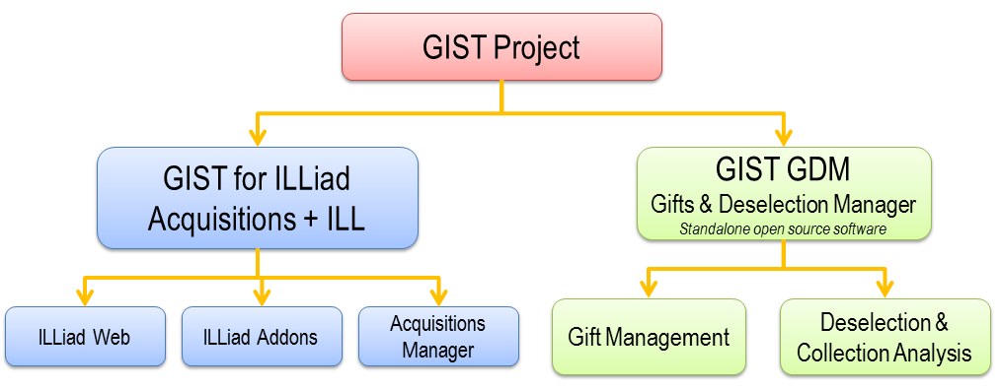 GIST Project
GIST for ILLiad
Acquisitions + ILL
GIST GDM
Gifts & Deselection Manager
Standalone open source software
ILLiad Web
ILLiad Addons
Acquisitions
Manager
Gift Management
Deselection &
Collection Analysis